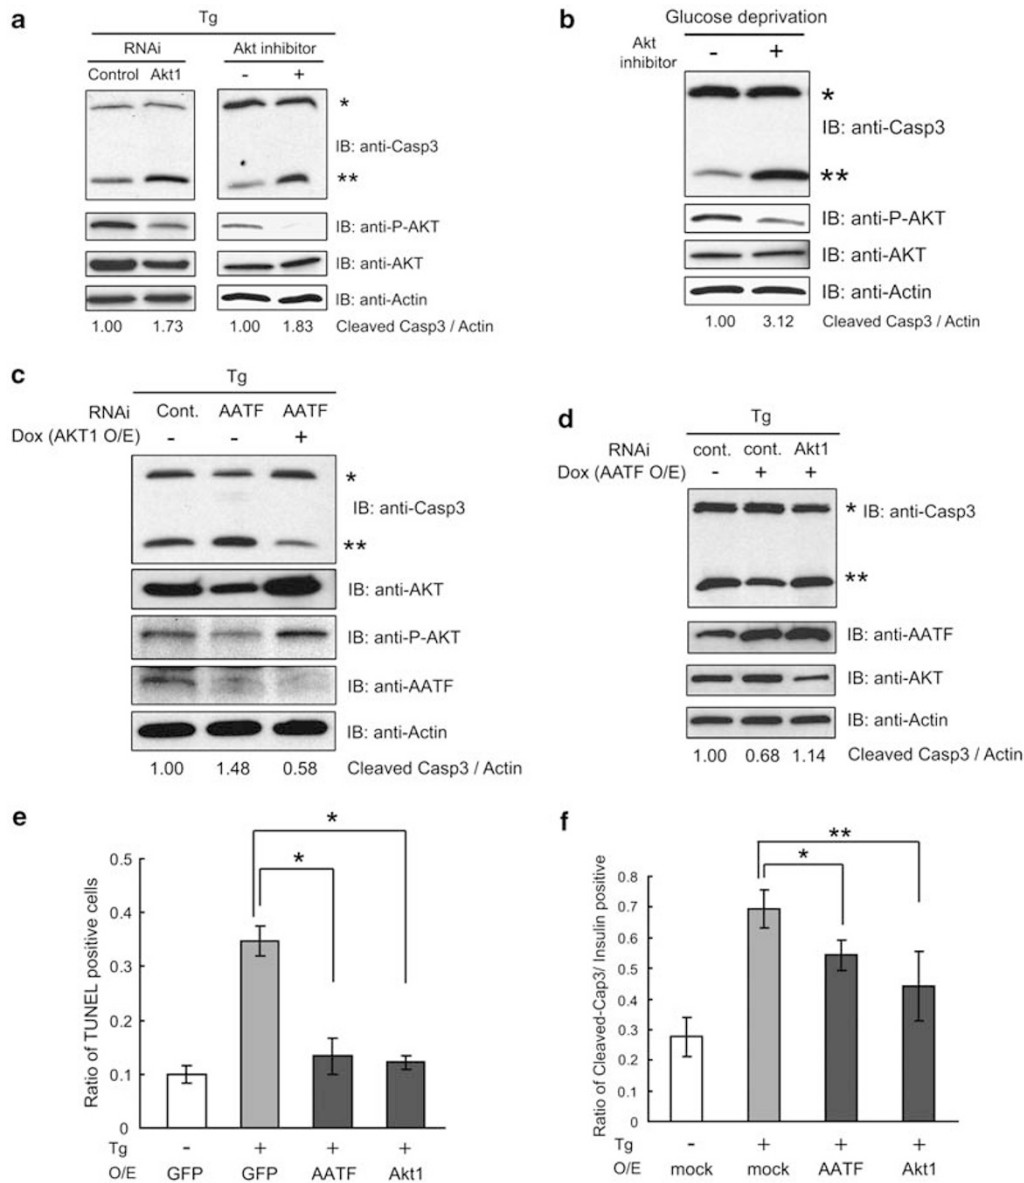 a
Tg
RNAi Akt inhibitor
Control Akt1 - +
*
IB: anti-Casp3
**
IB: anti-P-AKT
IB: anti-AKT
IB: anti-Actin
1.00 1.73 1.00 1.83 Cleaved Casp3 / Actin
b
Glucose deprivation
Akt
inhibitor - +
*
IB: anti-Casp3
**
IB: anti-P-AKT
IB: anti-AKT
IB: anti-Actin
1.00 3.12 Cleaved Casp3 / Actin
c
Tg
RNAi Cont. AATF AATF
Dox (AKT1 O/E) - - +
*
IB: anti-Casp3
**
IB: anti-AKT
IB: anti-P-AKT
IB: anti-AATF
IB: anti-Actin
1.00 1.48 0.58 Cleaved Casp3 / Actin
d
Tg
RNAi cont. cont. Akt1
Dox (AATF O/E) - + +
* IB: anti-Casp3
**
IB: anti-AATF
IB: anti-AKT
IB: anti-Actin
1.00 0.68 1.14 Cleaved Casp3 / Actin
e
*
*
Ratio of TUNEL positive cells
0.5
0.4
0.3
0.2
0.1
0
Tg - + + +
O/E GFP GFP AATF Akt1
f
**
*
Ratio of Cleaved-Cap3/ Insulin positive
0.8
0.7
0.6
0.5
0.4
0.3
0.2
0.1
0
Tg - + + +
O/E mock mock AATF Akt1